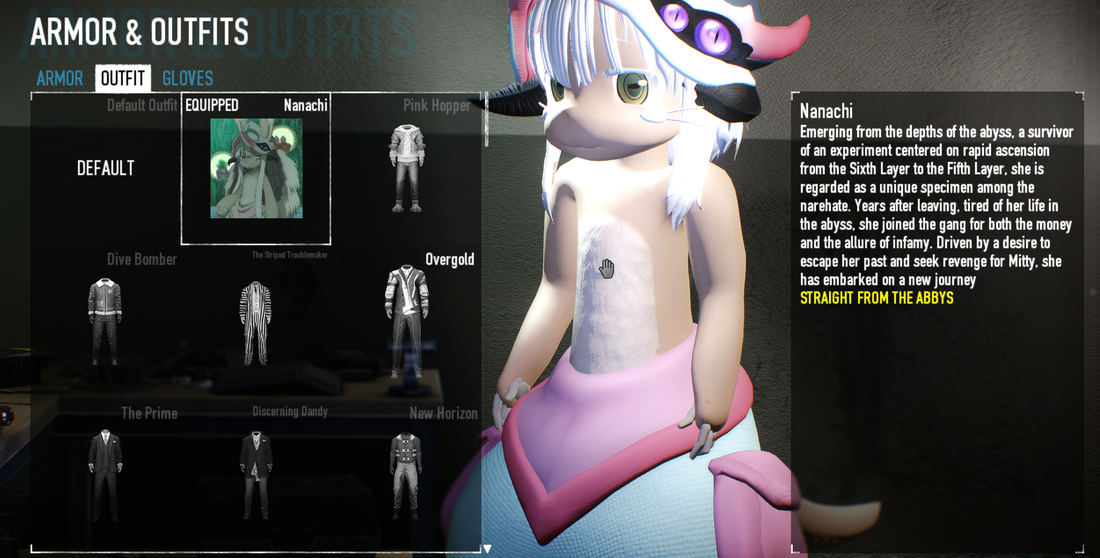 ARMOR & OUTFITS
ARMOR OUTFIT GLOVES
Default Outfit
EQUIPPED Nanachi
Pink Hopper
DEFAULT
Dive Bomber
The Striped Troublemaker
Overgold
The Prime
Discerning Dandy
New Horizon
Nanachi
Emerging from the depths of the abyss, a survivor
of an experiment centered on rapid ascension
from the Sixth Layer to the Fifth Layer, she is
regarded as a unique specimen among the
narehate. Years after leaving, tired of her life in
the abyss, she joined the gang for both the money
and the allure of infamy. Driven by a desire to
escape her past and seek revenge for Mitty, she
has embarked on a new journey
STRAIGHT FROM THE ABBYS